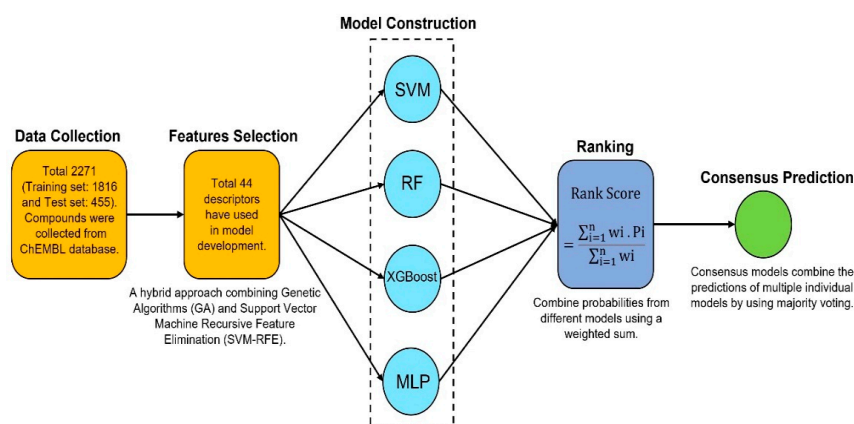 Model Construction
Data Collection
Total 2271
(Training set: 1816
and Test set: 455).
Compounds were
collected from
ChEMBL database.
Features Selection
Total 44
descriptors
have used
in model
development.
A hybrid approach combining Genetic
Algorithms (GA) and Support Vector
Machine Recursive Feature
Elimination (SVM-RFE).
SVM
RF
XGBoost
MLP
Ranking
Rank Score
= ∑ⁿᵢ₌₁ wi . Pi / ∑ⁿᵢ₌₁ wi
Combine probabilities from
different models using a
weighted sum.
Consensus Prediction
Consensus models combine the
predictions of multiple individual
models by using majority voting.